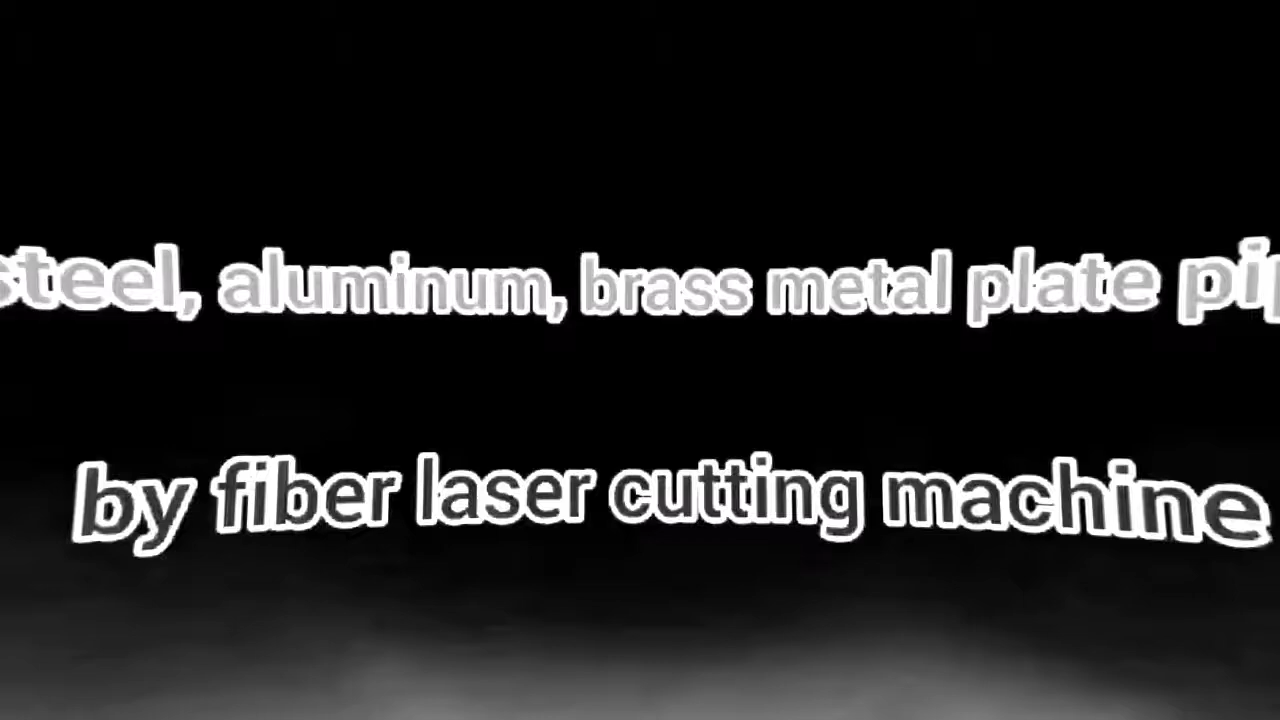 steel, aluminum, brass metal plate
by fiber laser cutting machine